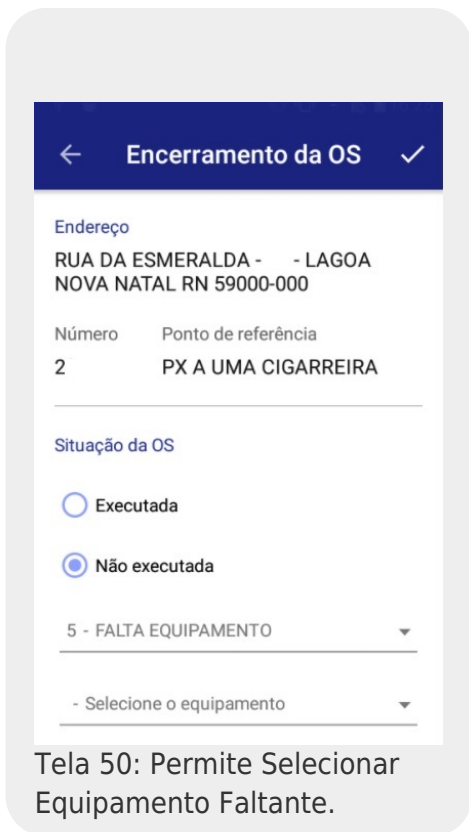 Encerramento da OS
Endereço
RUA DA ESMERALDA - - LAGOA
NOVA NATAL RN 59000-000
Número Ponto de referência
2 PX A UMA CIGARREIRA
Situação da OS
Executada
Não executada
5 - FALTA EQUIPAMENTO
- Selecione o equipamento
Tela 50: Permite Selecionar
Equipamento Faltante.